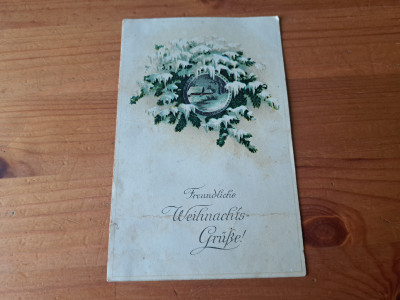 Freundliche
Weihnachts-
Grüße!